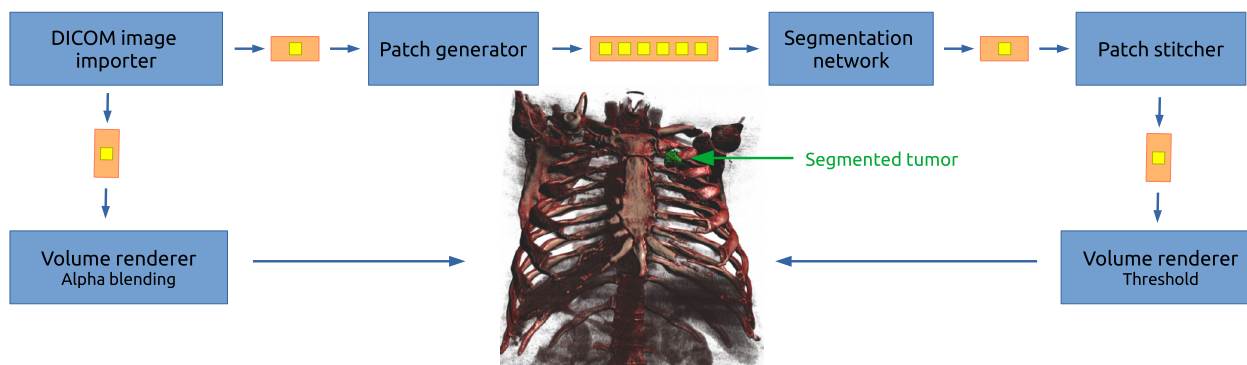 DICOM image
importer
Patch generator
Segmentation
network
Patch stitcher
Segmented tumor
Volume renderer
Alpha blending
Volume renderer
Threshold